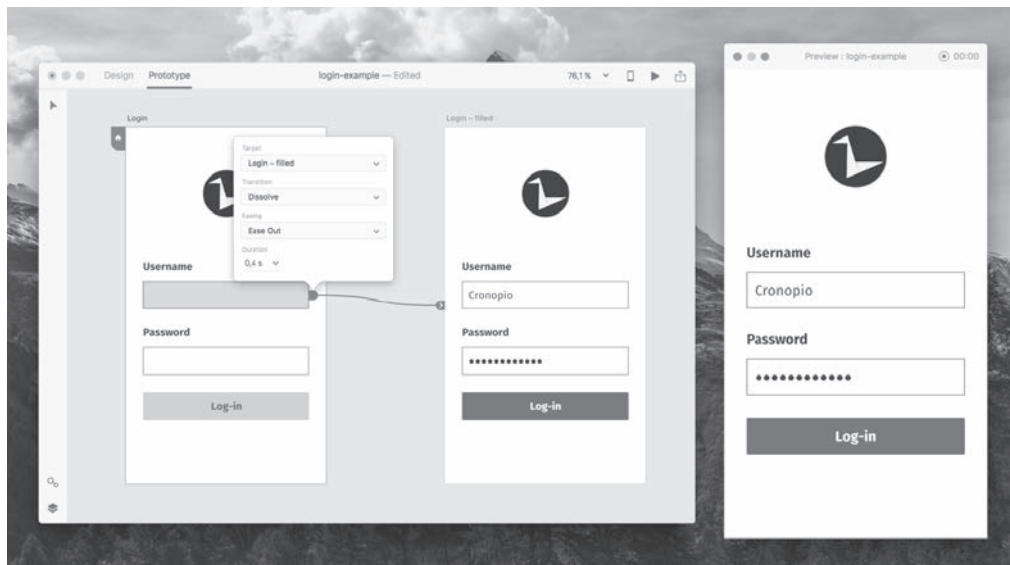 Design Prototype login-example — Edited 76,1 %
Preview : login-example 00:00
Login
Login – filled
Target
Login – filled
Transition
Dissolve
Easing
Ease Out
Duration
0,4 s
Username
Password
Log-in
Username
Cronopio
Password
••••••••••••
Log-in
Username
Cronopio
Password
••••••••••••
Log-in